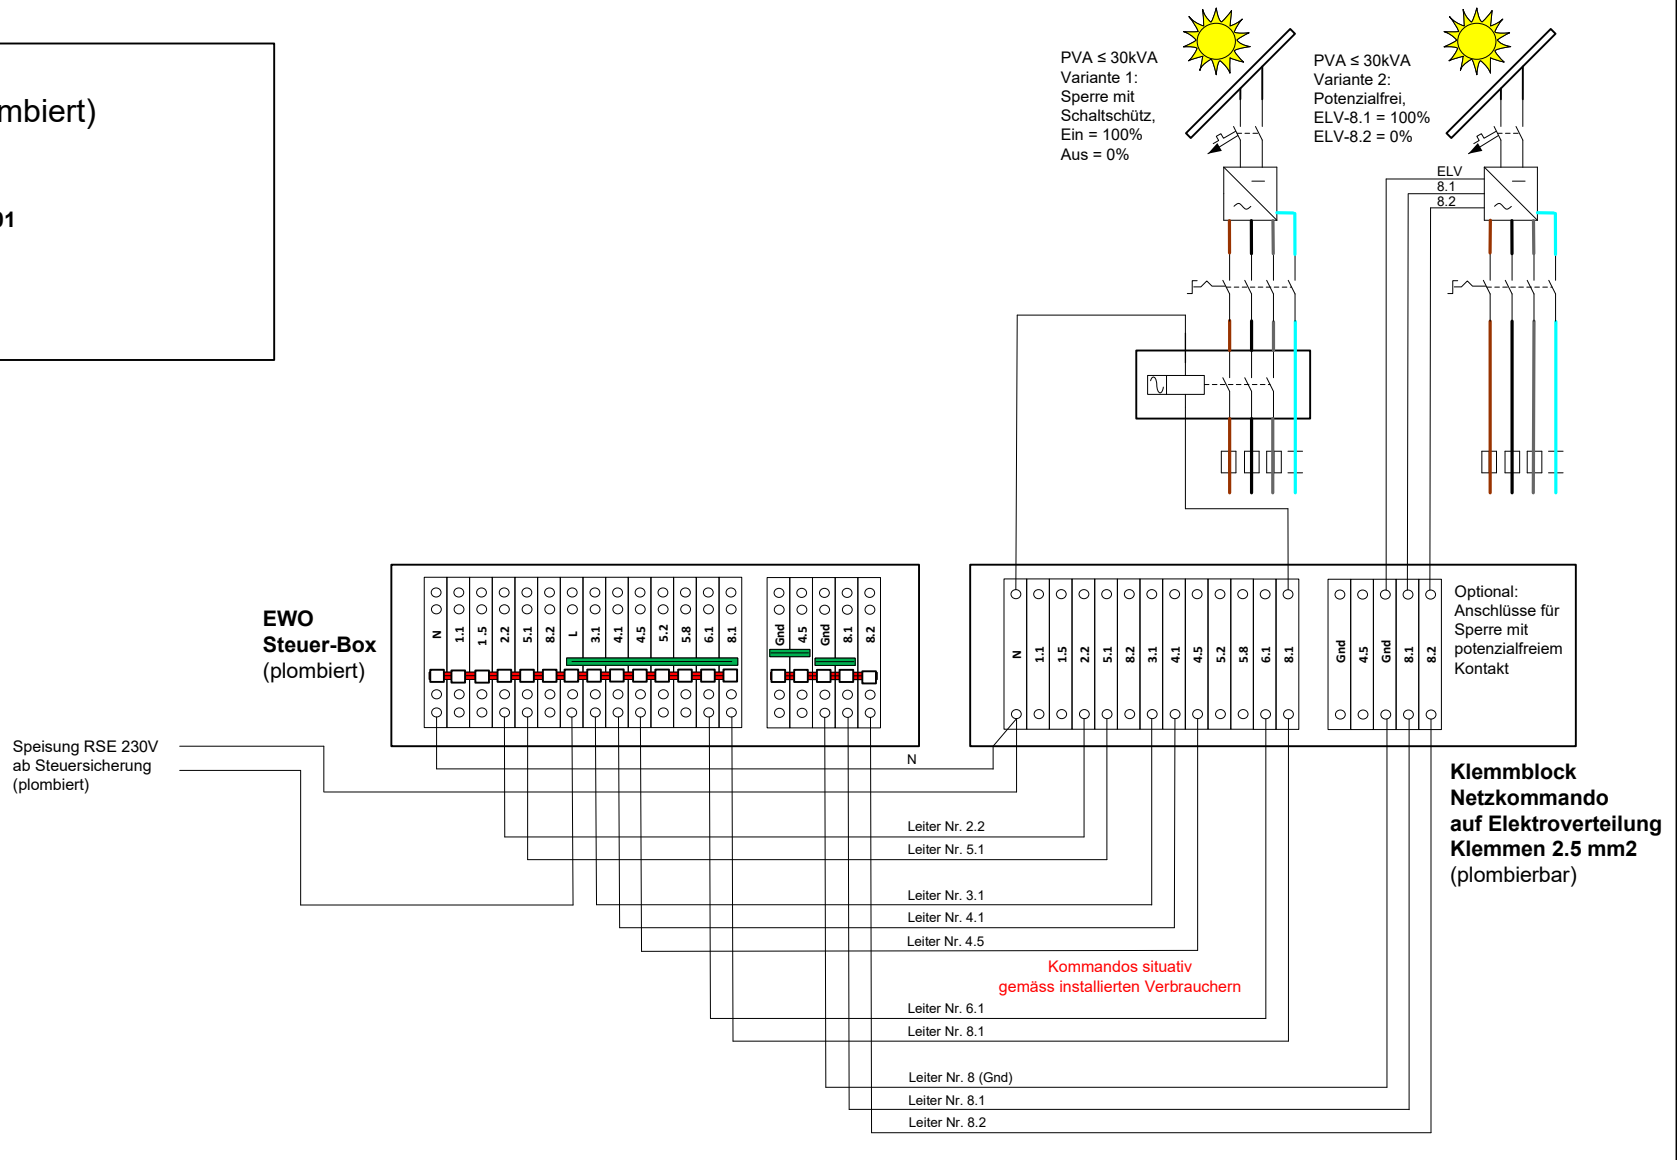 mbiert)
01
PVA ≤ 30kVA
Variante 1:
Sperre mit
Schaltschütz,
Ein = 100%
Aus = 0%
PVA ≤ 30kVA
Variante 2:
Potenzialfrei,
ELV-8.1 = 100%
ELV-8.2 = 0%
ELV
8.1
8.2
EWO
Steuer-Box
(plombiert)
N 1.1 1.5 2.2 5.1 8.2 L 3.1 4.1 4.5 5.2 5.8 6.1 8.1
Gnd 4.5 Gnd 8.1 8.2
N 1.1 1.5 2.2 5.1 8.2 3.1 4.1 4.5 5.2 5.8 6.1 8.1
Gnd 4.5 Gnd 8.1 8.2
Optional:
Anschlüsse für
Sperre mit
potenzialfreiem
Kontakt
Speisung RSE 230V
ab Steuersicherung
(plombiert)
N
Klemmblock
Netzkommando
auf Elektroverteilung
Klemmen 2.5 mm2
(plombierbar)
Leiter Nr. 2.2
Leiter Nr. 5.1
Leiter Nr. 3.1
Leiter Nr. 4.1
Leiter Nr. 4.5
Kommandos situativ
gemäss installierten Verbrauchern
Leiter Nr. 6.1
Leiter Nr. 8.1
Leiter Nr. 8 (Gnd)
Leiter Nr. 8.1
Leiter Nr. 8.2